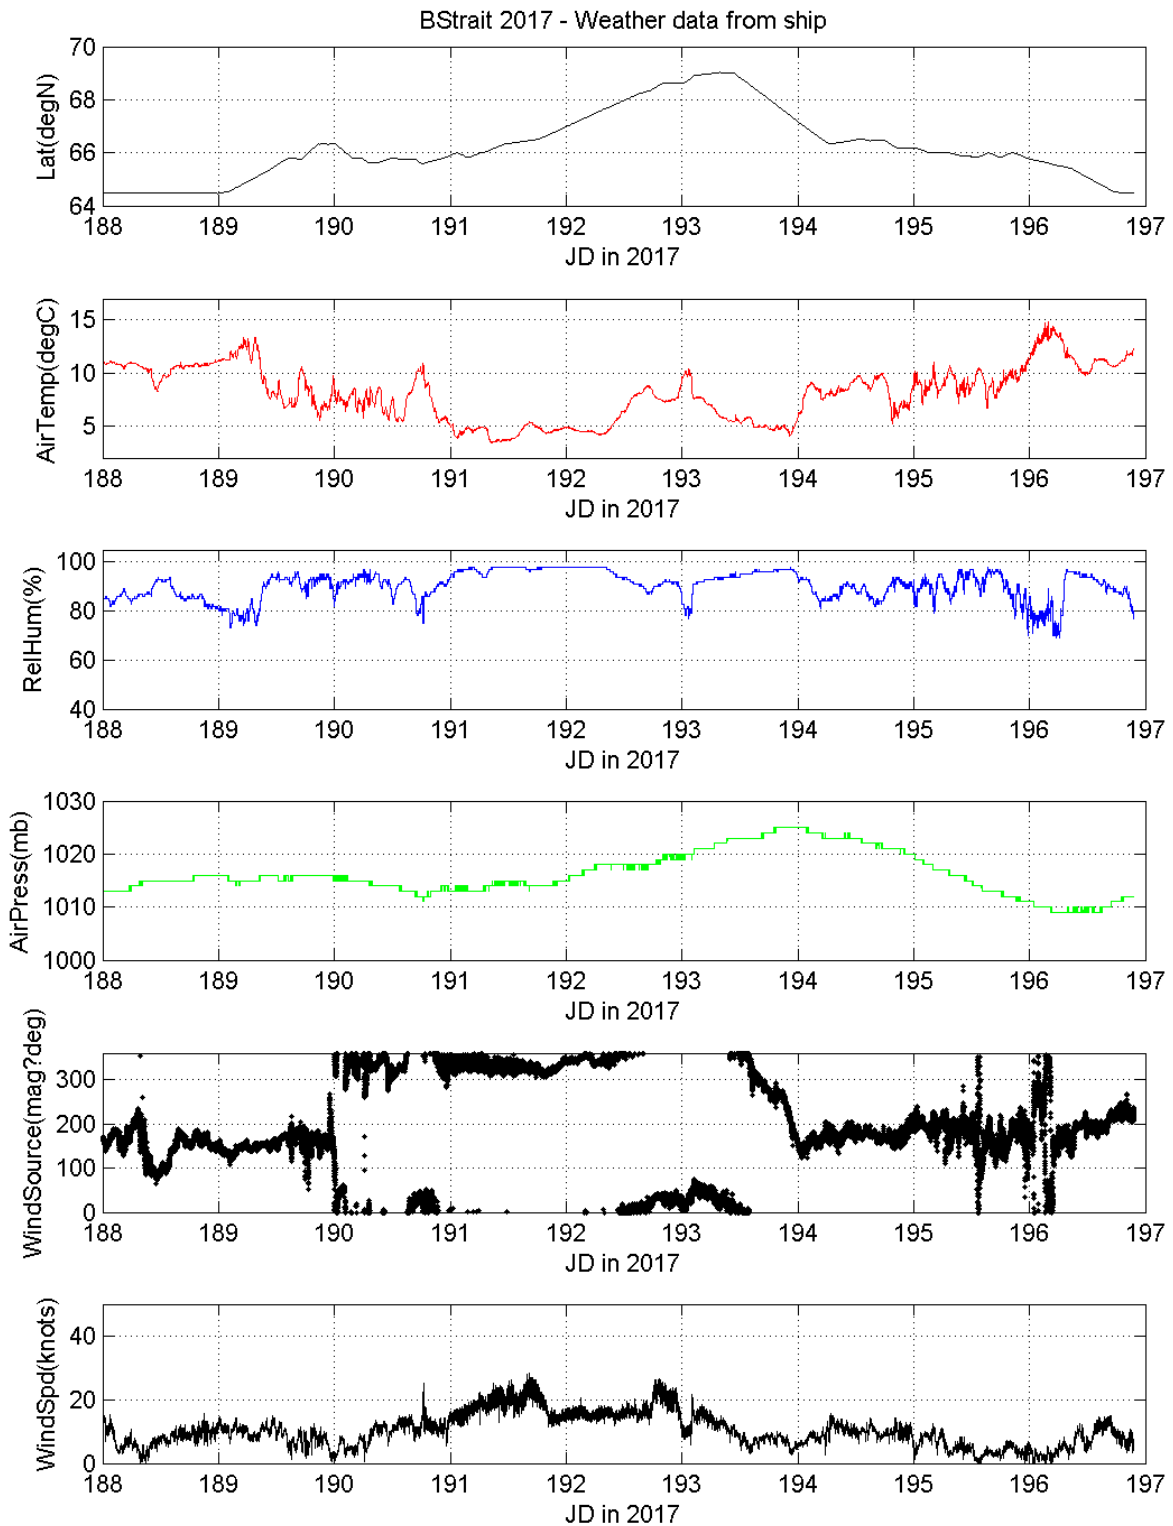 BStrait 2017 - Weather data from ship
Lat(degN)
70
68
66
64
188 189 190 191 192 193 194 195 196 197
JD in 2017
AirTemp(degC)
15
10
5
188 189 190 191 192 193 194 195 196 197
JD in 2017
RelHum(%)
100
80
60
40
188 189 190 191 192 193 194 195 196 197
JD in 2017
AirPress(mb)
1030
1020
1010
1000
188 189 190 191 192 193 194 195 196 197
JD in 2017
WindSource(mag?deg)
300
200
100
0
188 189 190 191 192 193 194 195 196 197
JD in 2017
WindSpd(knots)
40
20
0
188 189 190 191 192 193 194 195 196 197
JD in 2017